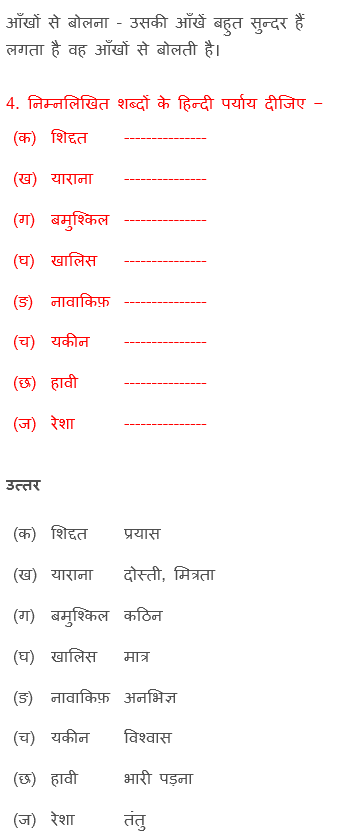 आँखों से बोलना - उसकी आँखें बहुत सुन्दर हैं
लगता है वह आँखों से बोलती है।
4. निम्नलिखित शब्दों के हिन्दी पर्याय दीजिए −
(क) शिद्दत ---------------
(ख) याराना ---------------
(ग) बमुश्किल ---------------
(घ) खालिस ---------------
(ङ) नावाकिफ़ ---------------
(च) यकीन ---------------
(छ) हावी ---------------
(ज) रेशा ---------------
उत्तर
(क) शिद्दत प्रयास
(ख) याराना दोस्ती, मित्रता
(ग) बमुश्किल कठिन
(घ) खालिस मात्र
(ङ) नावाकिफ़ अनभिज्ञ
(च) यकीन विश्वास
(छ) हावी भारी पड़ना
(ज) रेशा तंतु